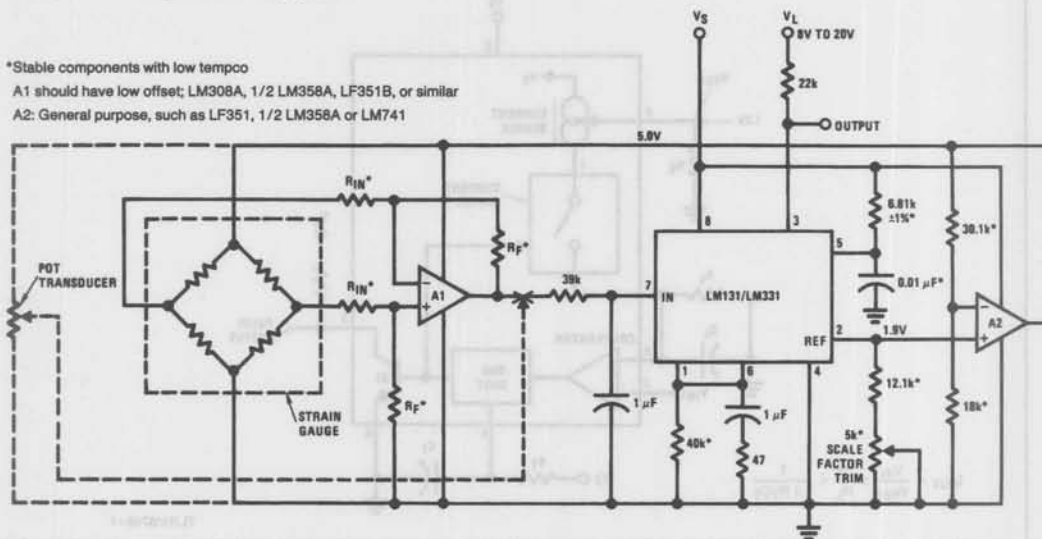 VS
VL
8V TO 20V
*Stable components with low tempco
A1 should have low offset; LM308A, 1/2 LM358A, LF351B, or similar
A2: General purpose, such as LF351, 1/2 LM358A or LM741
22k
OUTPUT
5.0V
RIN*
6.81k
±1%*
30.1k*
8
3
RF*
5
POT
TRANSDUCER
39k
7
IN
LM131/LM331
0.01 μF*
RIN*
A1
A2
REF
2
1.9V
1
6
4
12.1k*
RF*
STRAIN
GAUGE
1 μF
1 μF
18k*
40k*
47
5k*
SCALE
FACTOR
TRIM